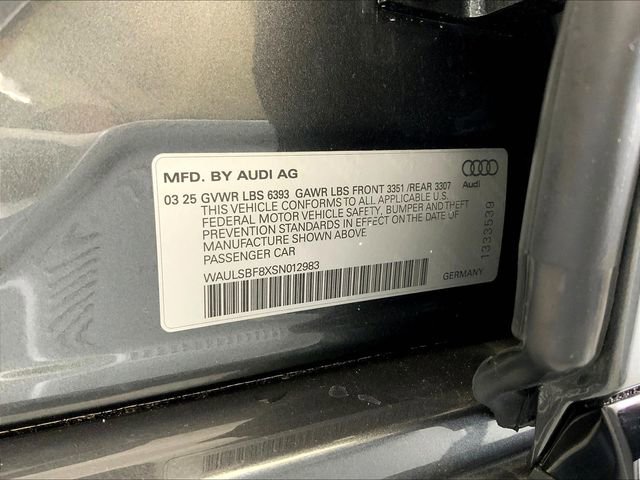 MFD. BY AUDI AG
Audi
03 25 GVWR LBS 6393 GAWR LBS FRONT 3351 /REAR 3307
THIS VEHICLE CONFORMS TO ALL APPLICABLE U.S.
FEDERAL MOTOR VEHICLE SAFETY, BUMPER AND THEFT
PREVENTION STANDARDS IN EFFECT ON THE DATE OF
MANUFACTURE SHOWN ABOVE
PASSENGER CAR
WAULSBF8XSN012983
GERMANY
1333539